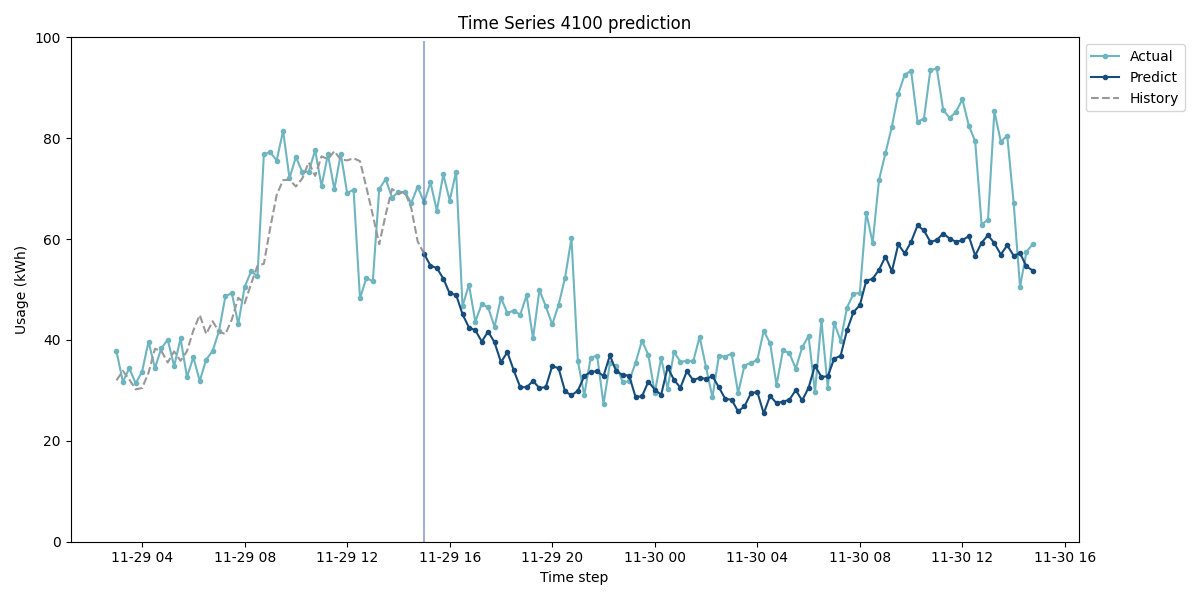 Time Series 4100 prediction
Usage (kWh)
100
80
60
40
20
0
11-29 04
11-29 08
11-29 12
11-29 16
11-29 20
11-30 00
11-30 04
11-30 08
11-30 12
11-30 16
Time step
Actual
Predict
History